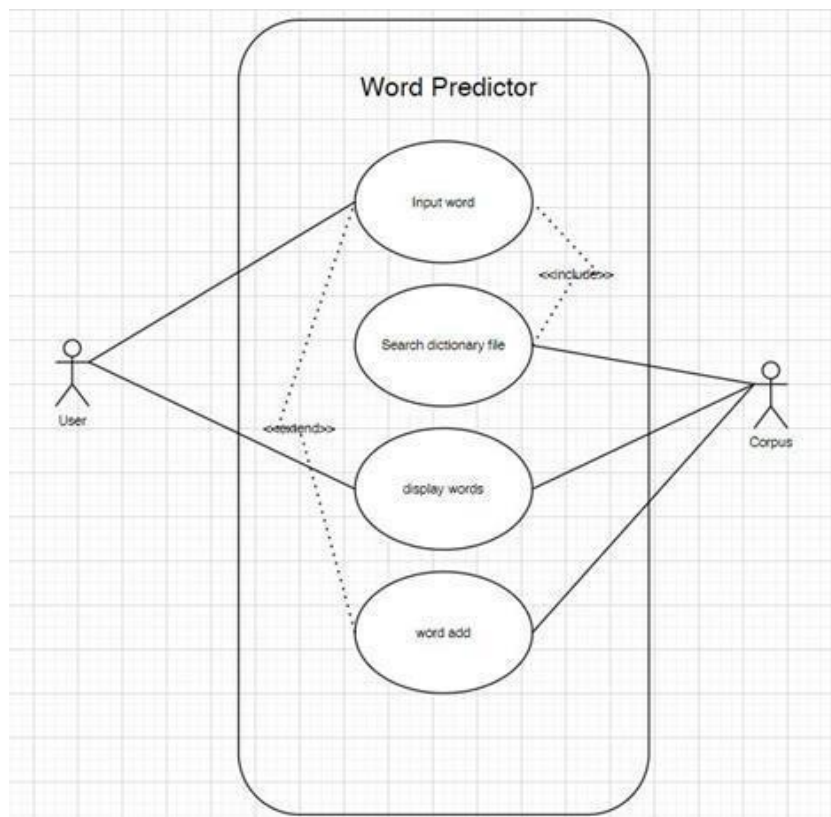 Word Predictor
Input word
<<include>>
Search dictionary file
User
<<extend>>
Corpus
display words
word add